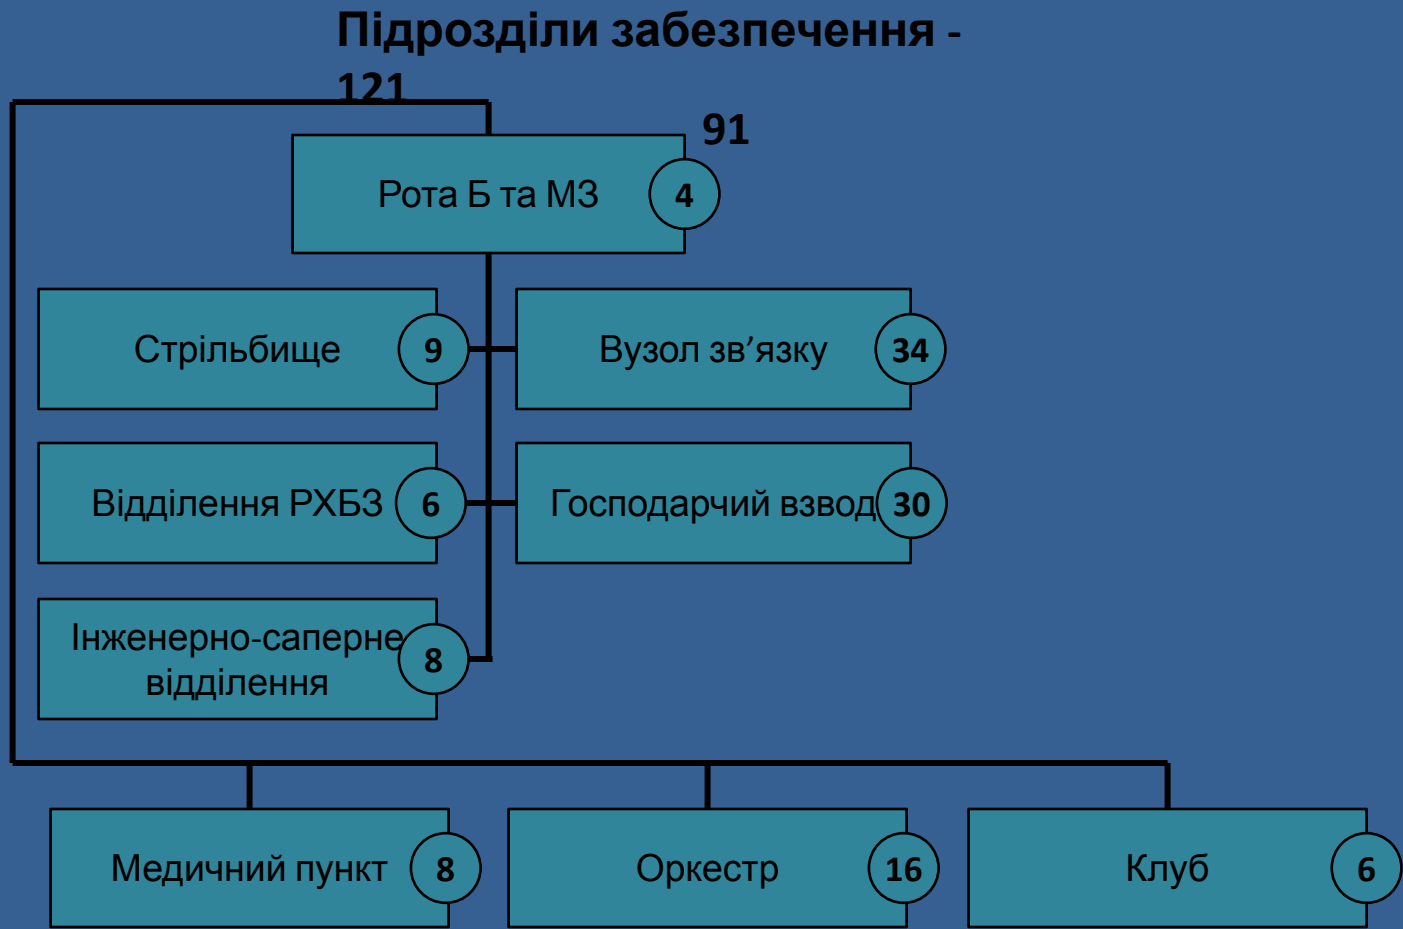 Підрозділи забезпечення -
121
91
Рота Б та МЗ 4
Стрільбище 9
Вузол зв’язку 34
Відділення РХБЗ 6
Господарчий взвод 30
Інженерно-саперне
відділення 8
Медичний пункт 8
Оркестр 16
Клуб 6